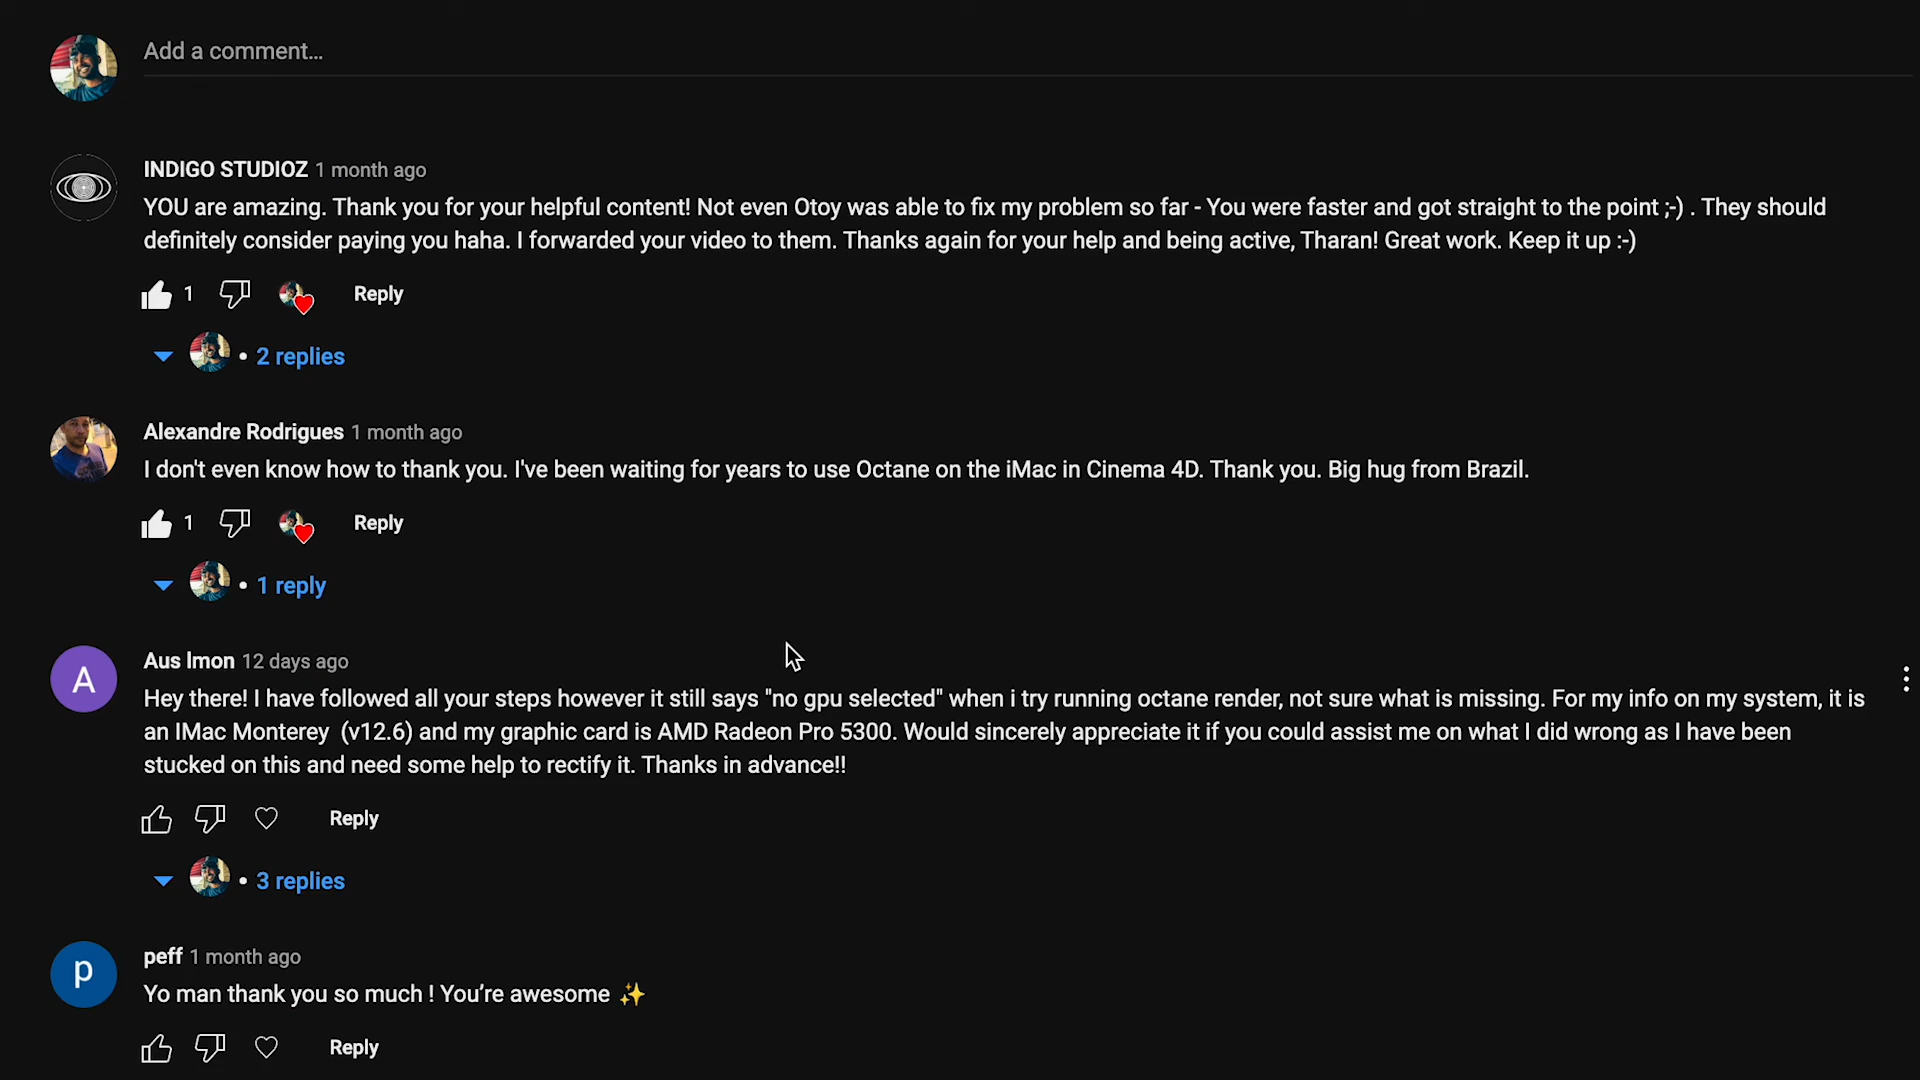 Add a comment...
INDIGO STUDIOZ 1 month ago
YOU are amazing. Thank you for your helpful content! Not even Otoy was able to fix my problem so far - You were faster and got straight to the point ;-) . They should
definitely consider paying you haha. I forwarded your video to them. Thanks again for your help and being active, Tharan! Great work. Keep it up :-)
1 Reply
• 2 replies
Alexandre Rodrigues 1 month ago
I don't even know how to thank you. I've been waiting for years to use Octane on the iMac in Cinema 4D. Thank you. Big hug from Brazil.
1 Reply
• 1 reply
A
Aus Imon 12 days ago
Hey there! I have followed all your steps however it still says "no gpu selected" when i try running octane render, not sure what is missing. For my info on my system, it is
an IMac Monterey (v12.6) and my graphic card is AMD Radeon Pro 5300. Would sincerely appreciate it if you could assist me on what I did wrong as I have been
stucked on this and need some help to rectify it. Thanks in advance!!
Reply
• 3 replies
p
peff 1 month ago
Yo man thank you so much ! You’re awesome ✨
Reply